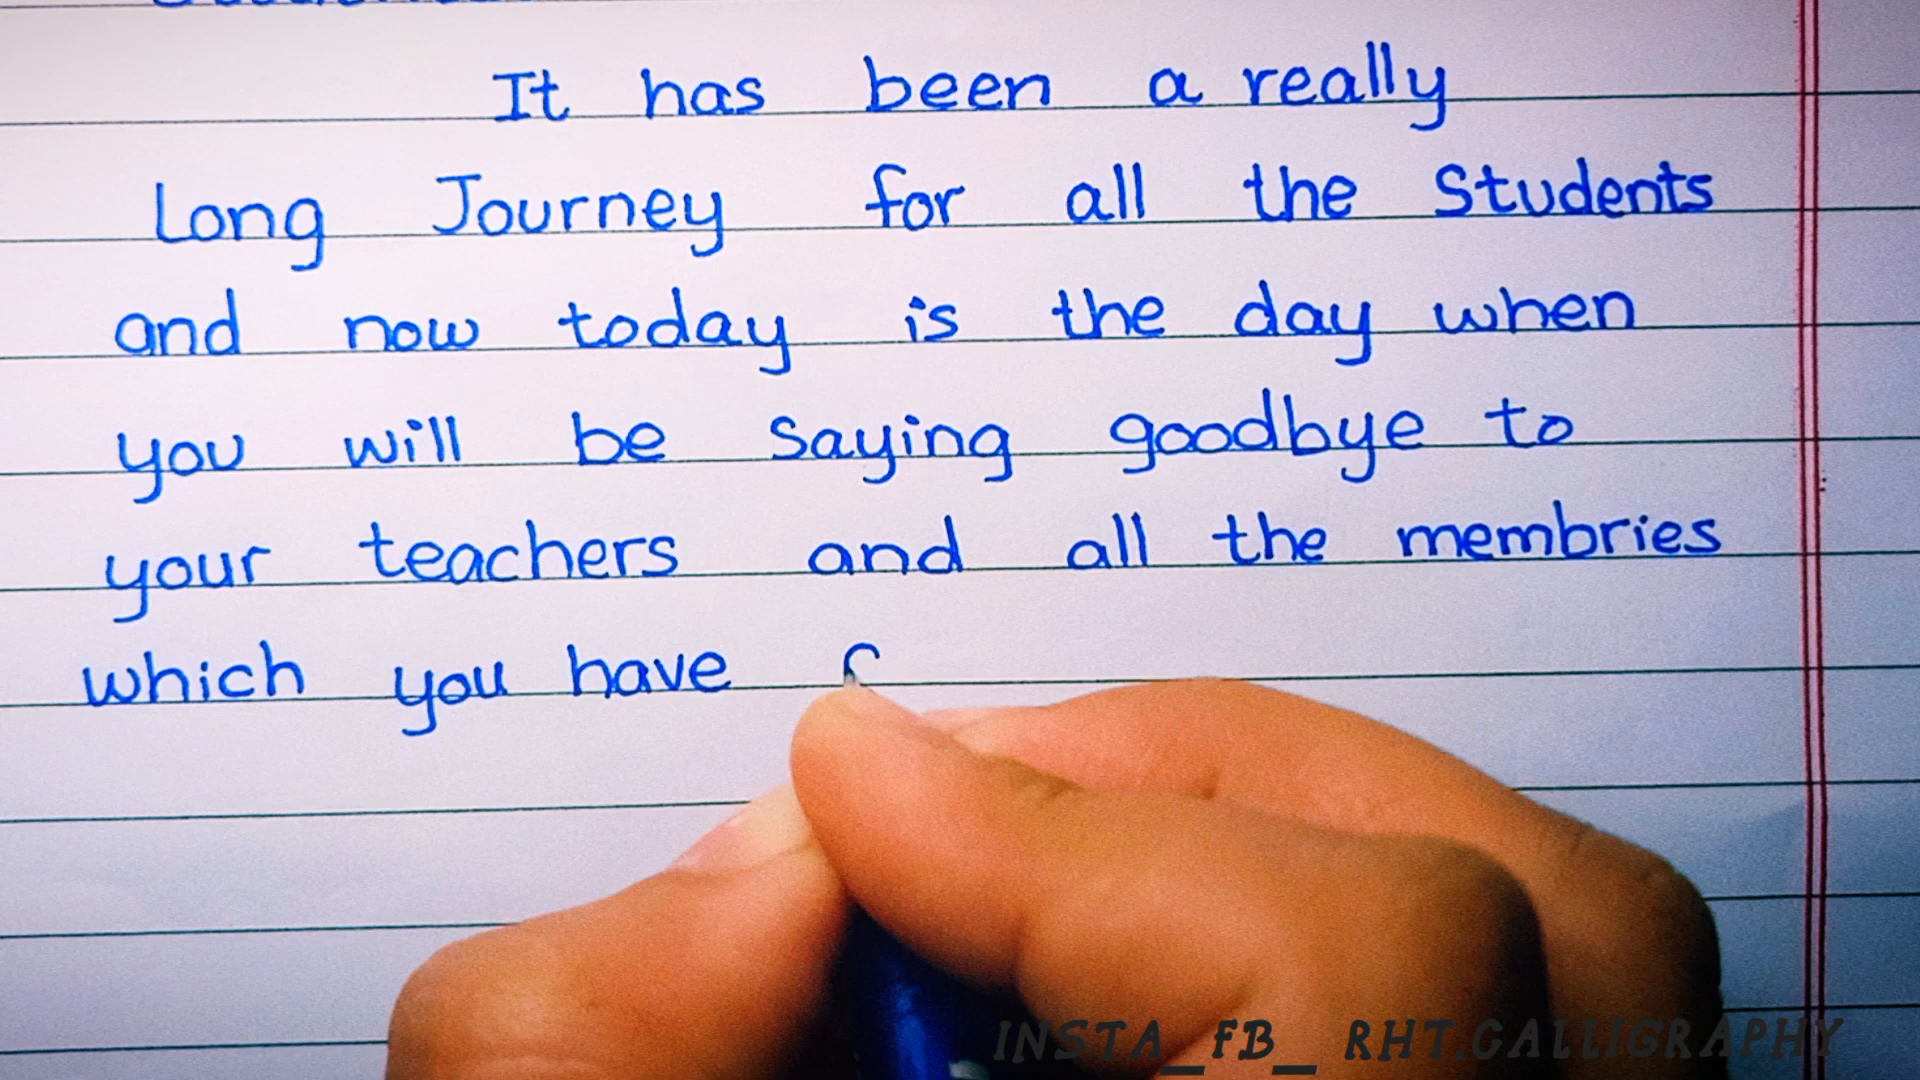 It has been a really
Long Journey for all the Students
and now today is the day when
you will be saying goodbye to
your teachers and all the membries
which you have
INSTA_FB_ RHT.CALLIGRAPHY